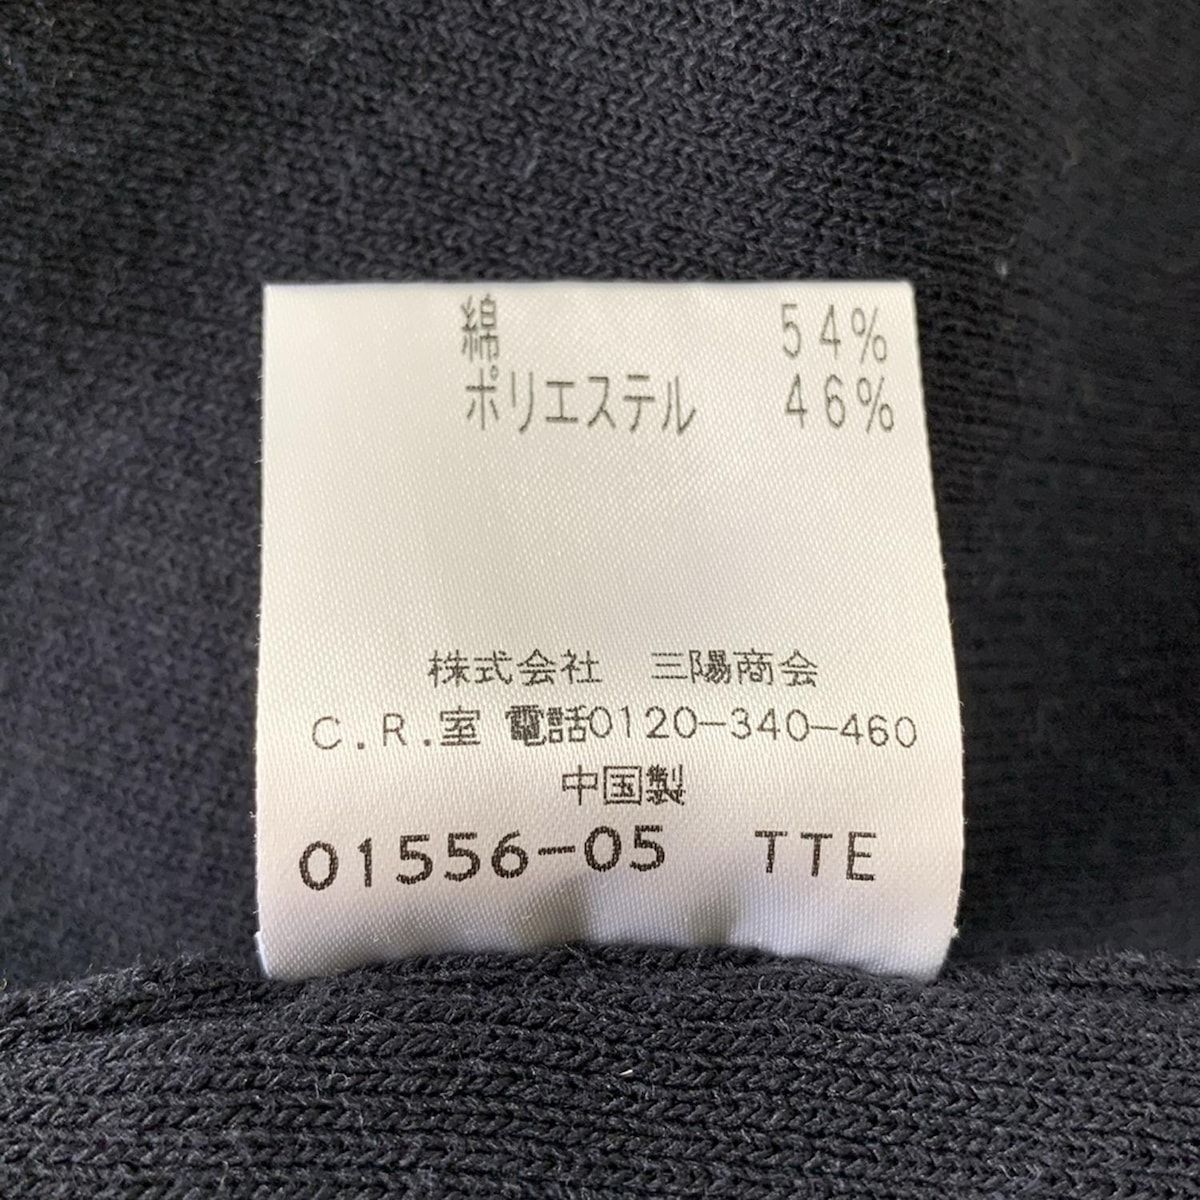 綿 54%
ポリエステル 46%
株式会社 三陽商会
C.R.室 電話0120-340-460
中国製
01556-05 TTE